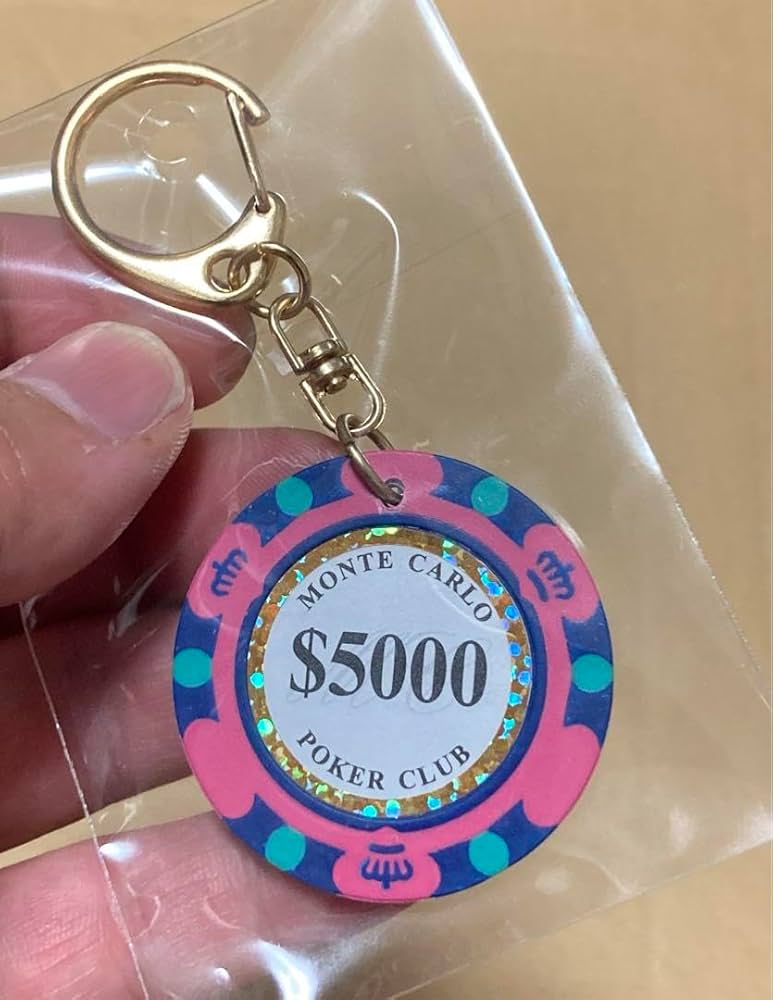 MONTE CARLO
$5000
POKER CLUB